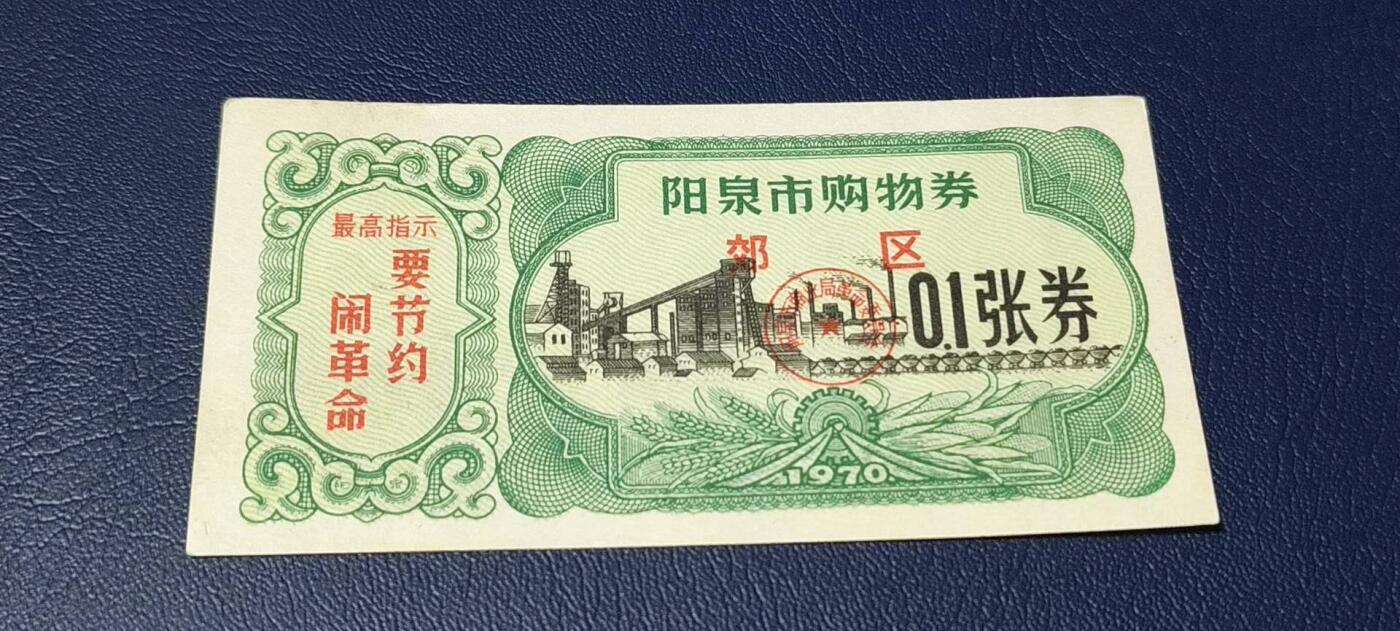 最高指示
要节约
闹革命
阳泉市购物券
郊区
0.1张券
1970